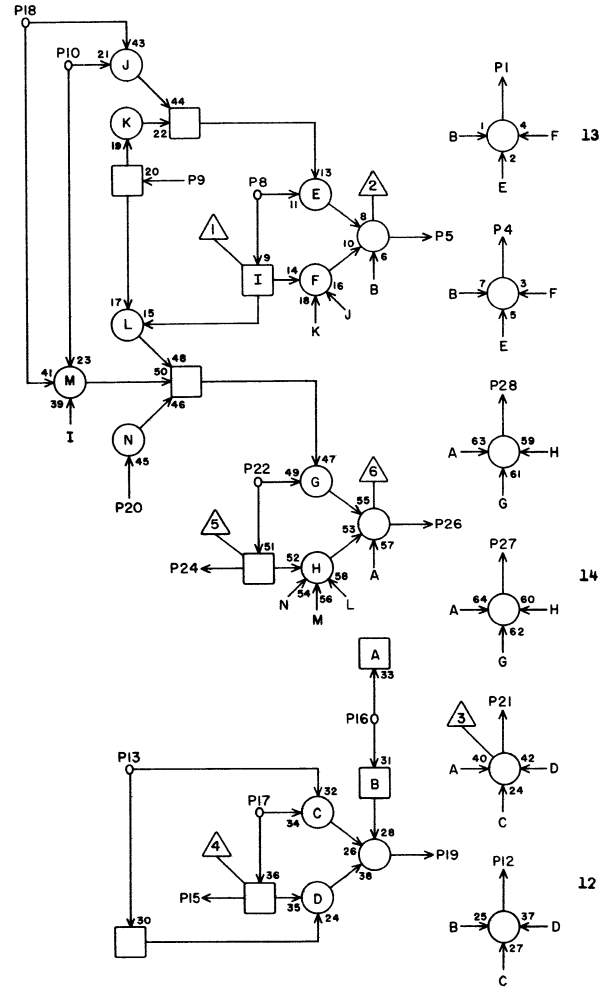 P18
43
P10
21
J
44
K
22
19
20
P9
P8
13
11
E
2
8
1
9
10
P5
I
14
F
16
6
18
B
J
K
17
15
L
48
23
50
41
M
46
39
I
N
45
P20
47
P22
49
G
6
55
5
51
53
P26
P24
52
H
58
57
54
56
A
N
M
L
A
33
P16
31
B
P13
32
P17
34
C
28
4
26
P19
36
38
P15
35
D
24
30
P1
1
4
B
F
2
E
13
P4
7
3
B
F
5
E
P28
63
59
A
H
61
G
P27
14
64
60
A
H
62
G
P21
3
40
42
A
D
24
C
P12
12
25
37
B
D
27
C